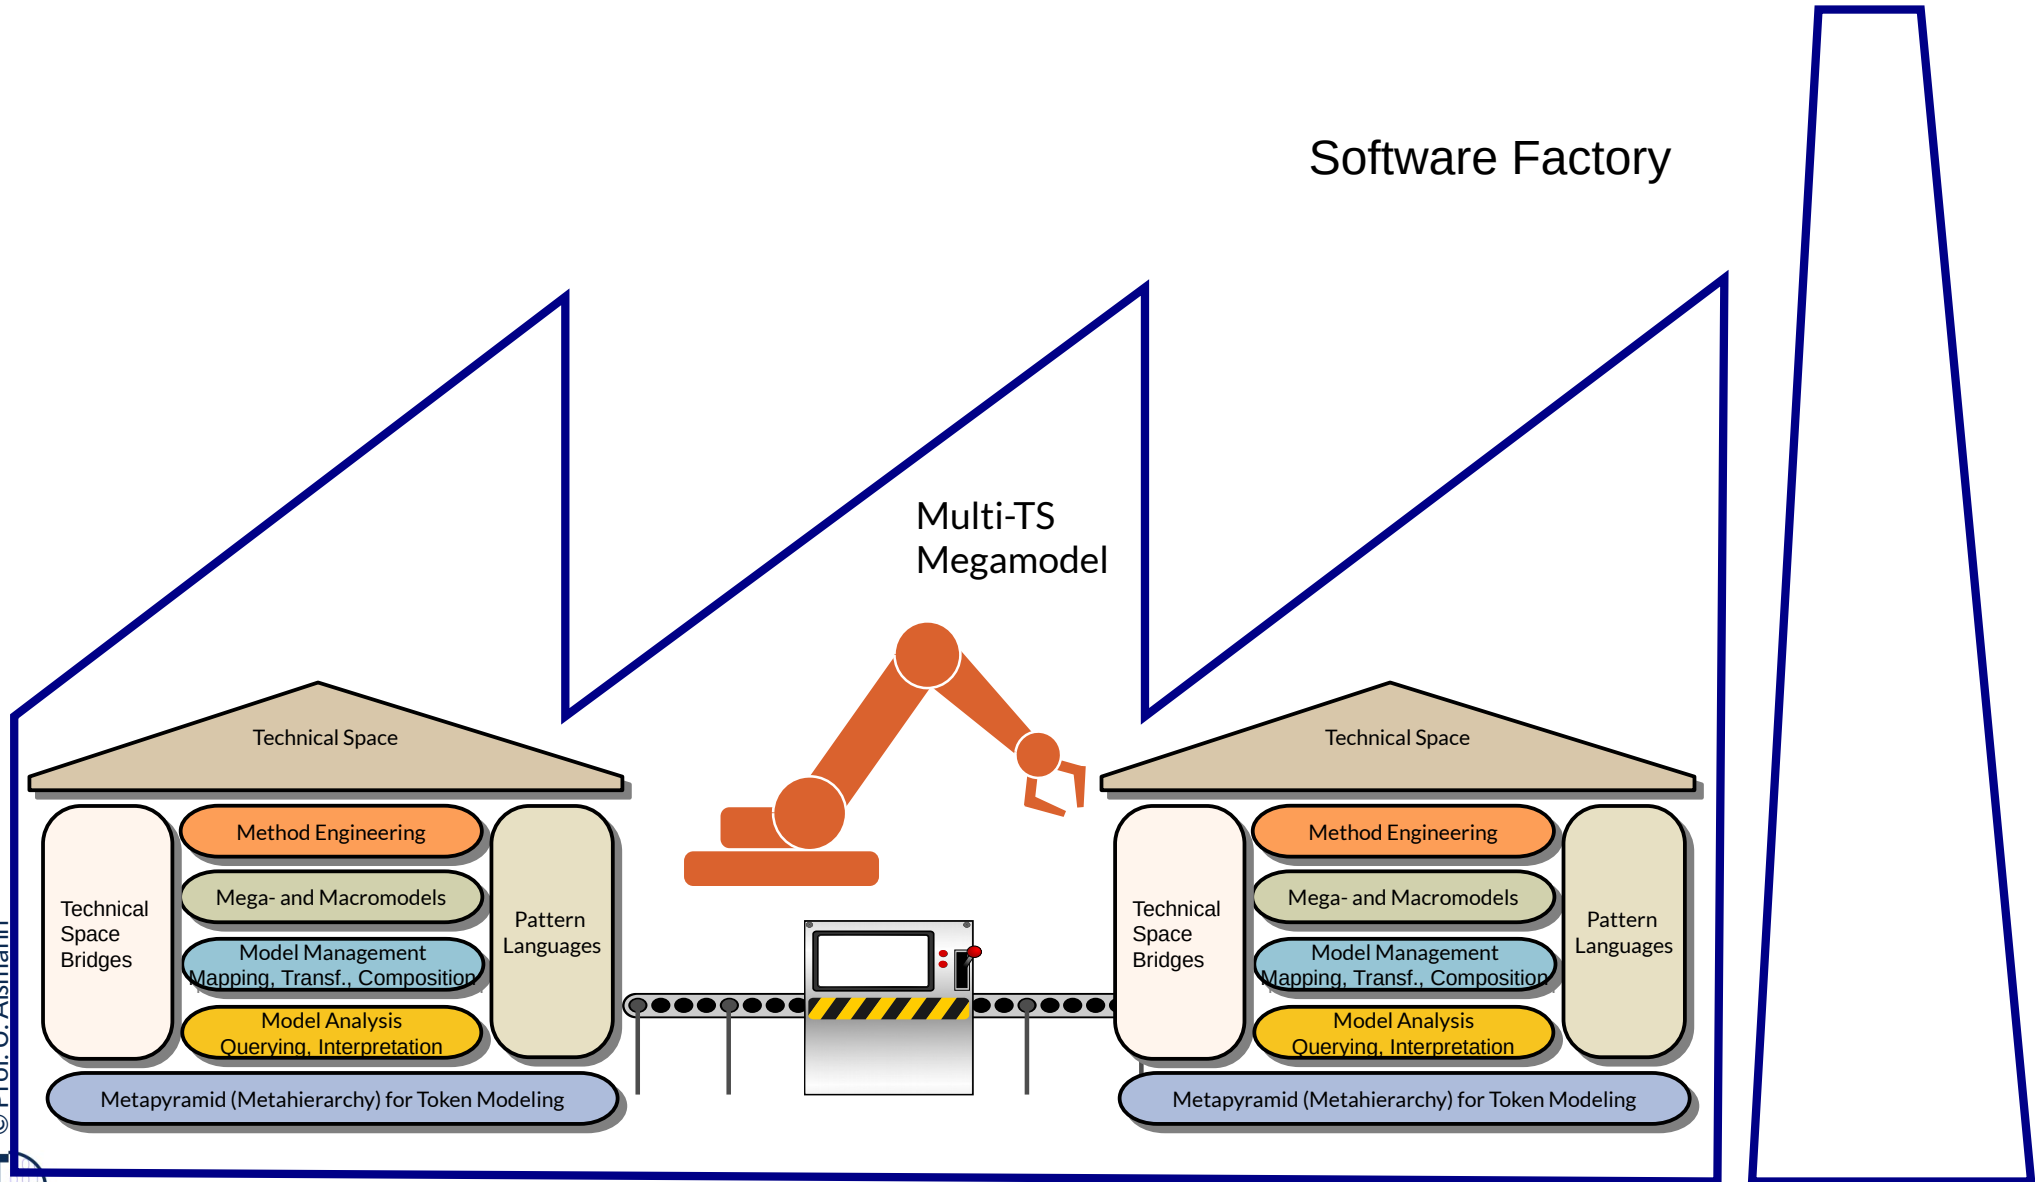 Software Factory
Multi-TS
Megamodel
Technical Space
Method Engineering
Mega- and Macromodels
Model Management
Mapping, Transf., Composition
Model Analysis
Querying, Interpretation
Technical
Space
Bridges
Pattern
Languages
Metapyramid (Metahierarchy) for Token Modeling
Technical Space
Method Engineering
Mega- and Macromodels
Model Management
Mapping, Transf., Composition
Model Analysis
Querying, Interpretation
Technical
Space
Bridges
Pattern
Languages
Metapyramid (Metahierarchy) for Token Modeling
© Prof. U.